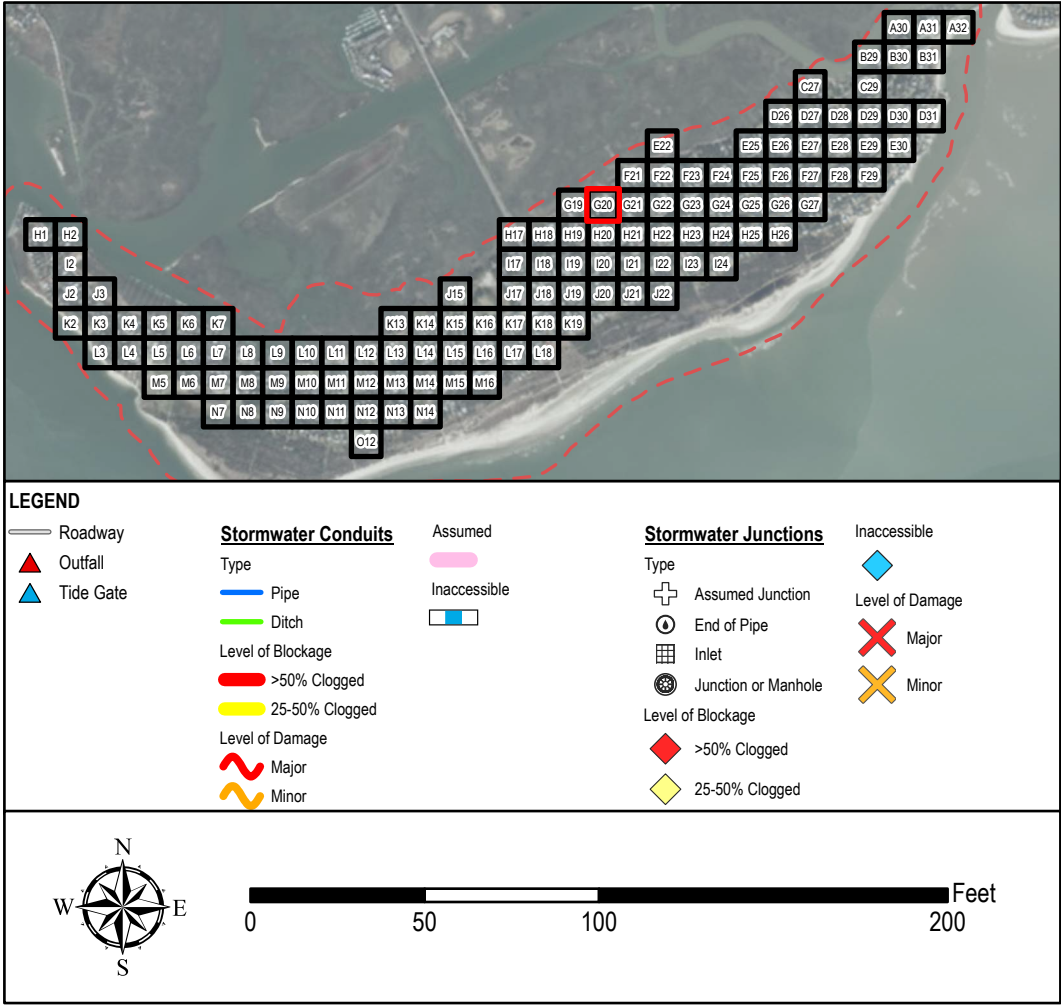 A30 A31 A32
B29 B30 B31
C27 C29
D26 D27 D28 D29 D30 D31
E22 E25 E26 E27 E28 E29 E30
F21 F22 F23 F24 F25 F26 F27 F28 F29
G19 G20 G21 G22 G23 G24 G25 G26 G27
H1 H2 H17 H18 H19 H20 H21 H22 H23 H24 H25 H26
I2 I17 I18 I19 I20 I21 I22 I23 I24
J2 J3 J15 J17 J18 J19 J20 J21 J22
K2 K3 K4 K5 K6 K7 K13 K14 K15 K16 K17 K18 K19
L3 L4 L5 L6 L7 L8 L9 L10 L11 L12 L13 L14 L15 L16 L17 L18
M5 M6 M7 M8 M9 M10 M11 M12 M13 M14 M15 M16
N7 N8 N9 N10 N11 N12 N13 N14
O12
LEGEND
Roadway
Outfall
Tide Gate
Stormwater Conduits
Type
Pipe
Ditch
Level of Blockage
>50% Clogged
25-50% Clogged
Level of Damage
Major
Minor
Assumed
Inaccessible
Stormwater Junctions
Type
Assumed Junction
End of Pipe
Inlet
Junction or Manhole
Level of Blockage
>50% Clogged
25-50% Clogged
Inaccessible
Level of Damage
Major
Minor
N
W E
S
Feet
0 50 100 200